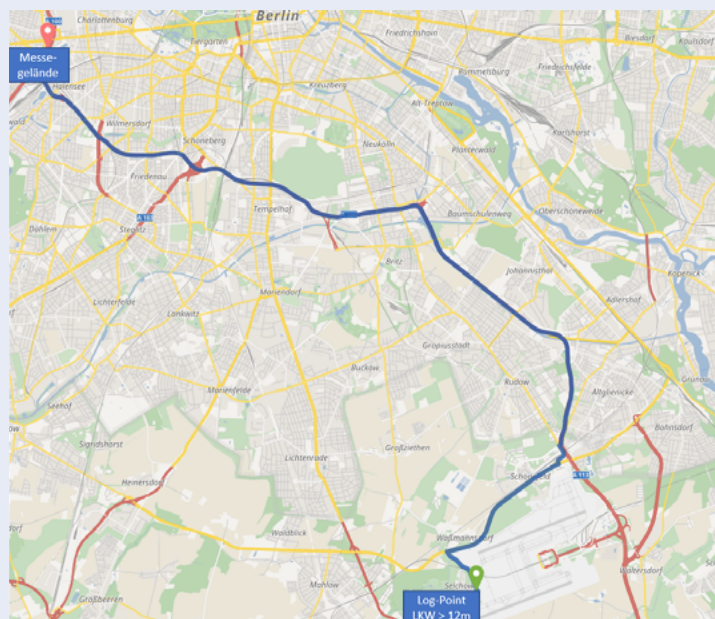 Berlin
Charlottenburg
Tiergarten
Friedrichshain
Biesdorf
Kaulsdorf
Messe-
gelände
Halensee
Kreuzberg
Rummelsburg
Friedrichsfelde
Alt-Treptow
Wilmersdorf
Schöneberg
Neukölln
Plänterwald
Karlshorst
Friedenau
Tempelhof
Baumschulenweg
Oberschöneweide
Dahlem
Steglitz
Britz
Johannisthal
Köpenick
Adlershof
Lichterfelde
Lankwitz
Mariendorf
Gropiusstadt
Grünau
Buckow
Rudow
Altglienicke
Marienfelde
Seehof
Bohnsdorf
Sigridshorst
Großziethen
Lichtenrade
Schönefeld
Heinersdorf
Waldblick
Waßmannsdorf
Mahlow
Selchow
Waltersdorf
Großbeeren
Log-Point
LKW > 12m